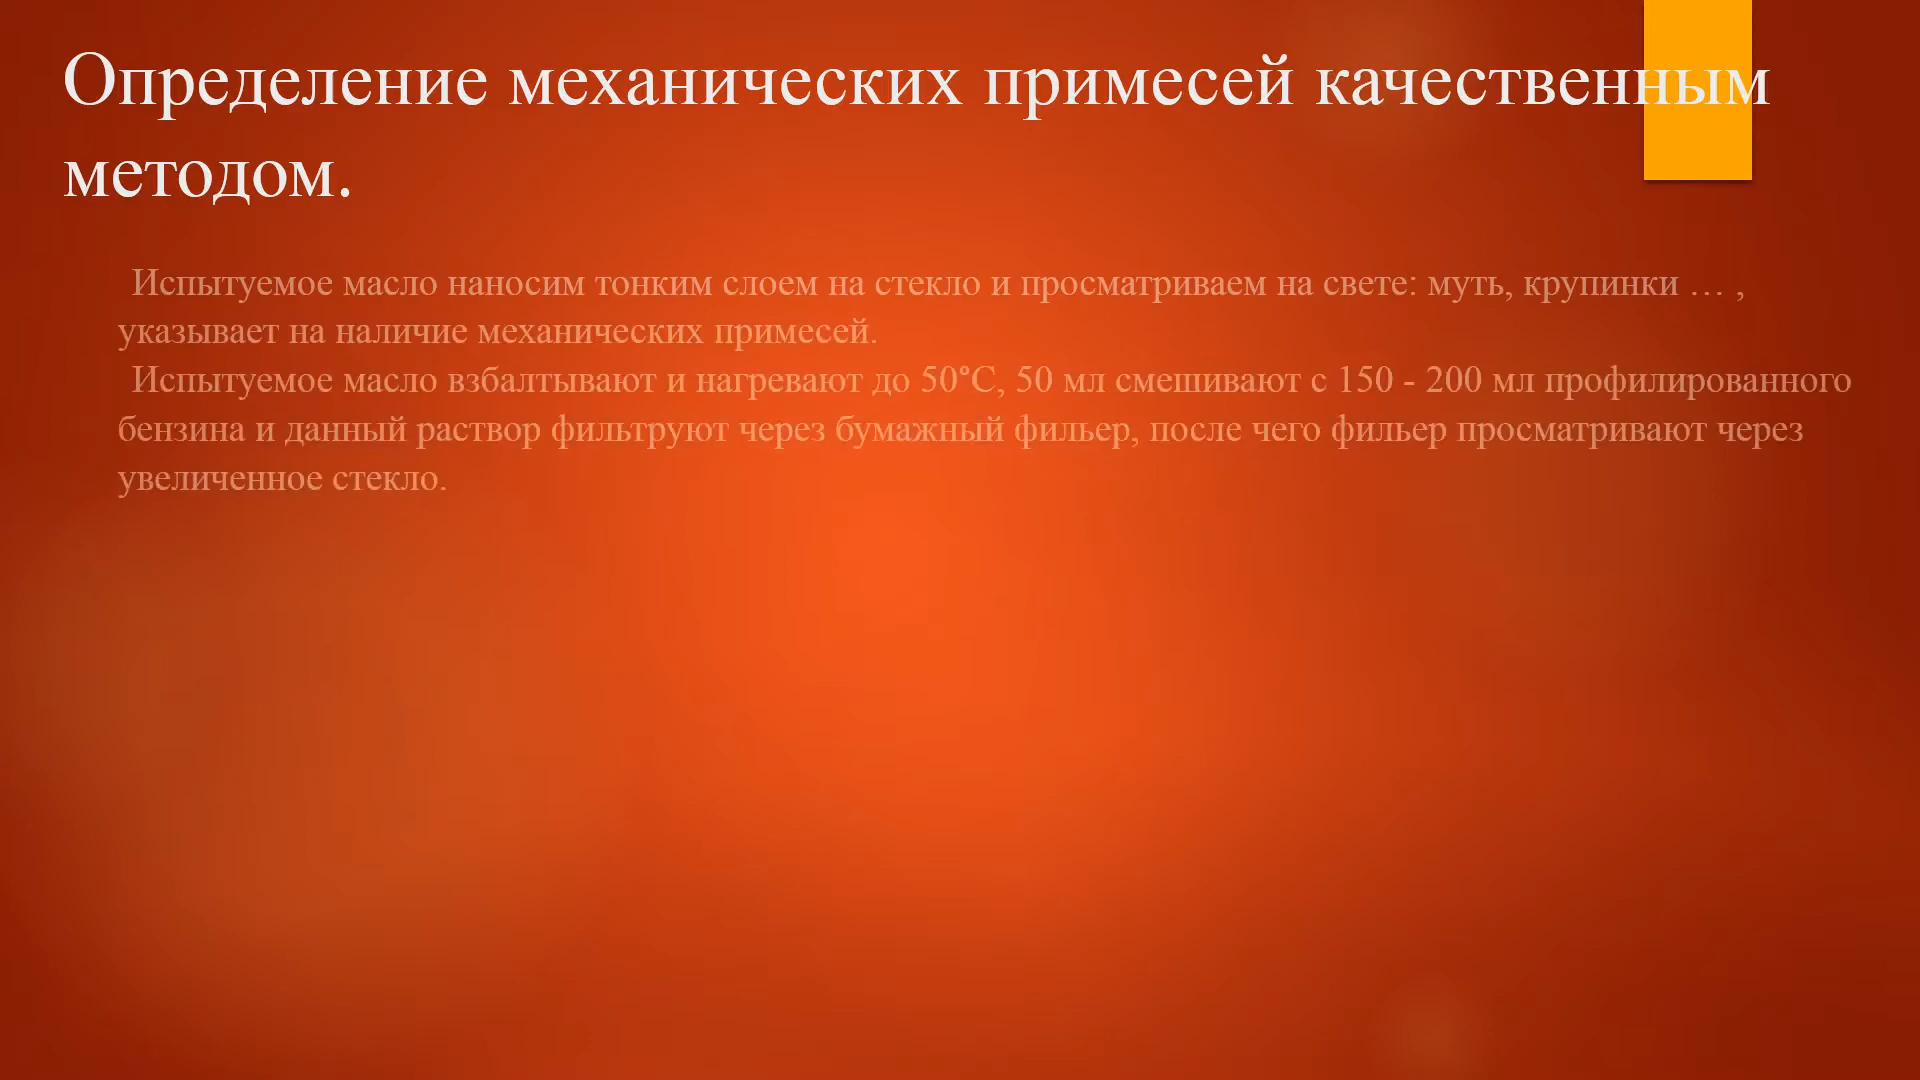 Определение механических примесей качественным
методом.
Испытуемое масло наносим тонким слоем на стекло и просматриваем на свете: муть, крупинки … ,
указывает на наличие механических примесей.
Испытуемое масло взбалтывают и нагревают до 50°С, 50 мл смешивают с 150 - 200 мл профилированного
бензина и данный раствор фильтруют через бумажный фильер, после чего фильер просматривают через
увеличенное стекло.